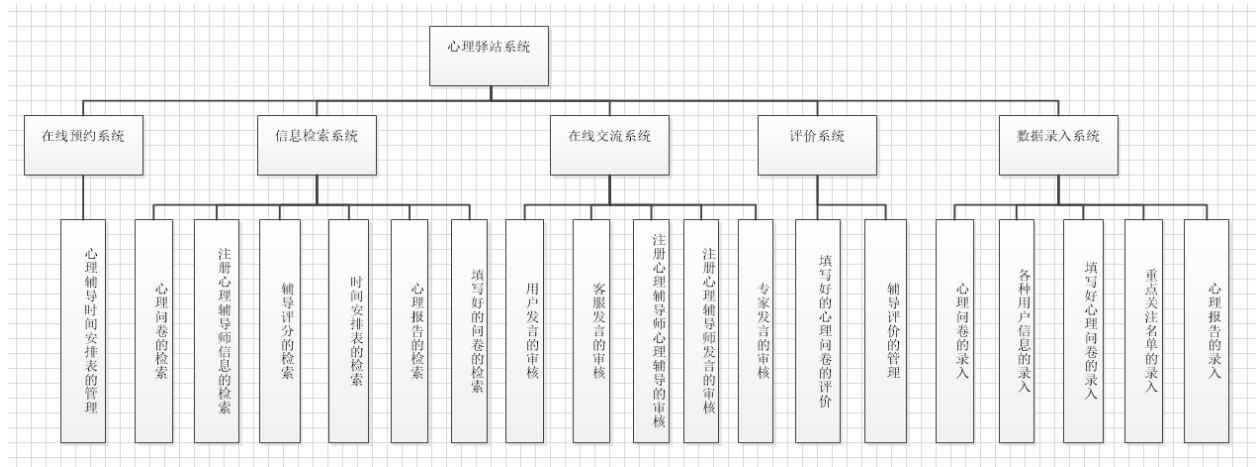 心理驿站系统
在线预约系统
信息检索系统
在线交流系统
评价系统
数据录入系统
心理辅导时间安排表的管理
心理问卷的检索
注册心理辅导师信息的检索
辅导评分的检索
时间安排表的检索
心理报告的检索
填写好的问卷的检索
用户发言的审核
客服发言的审核
注册心理辅导师心理辅导的审核
注册心理辅导师发言的审核
专家发言的审核
填写好的心理问卷的评价
辅导评价的管理
心理问卷的录入
各种用户信息的录入
填写好心理问卷的录入
重点关注名单的录入
心理报告的录入